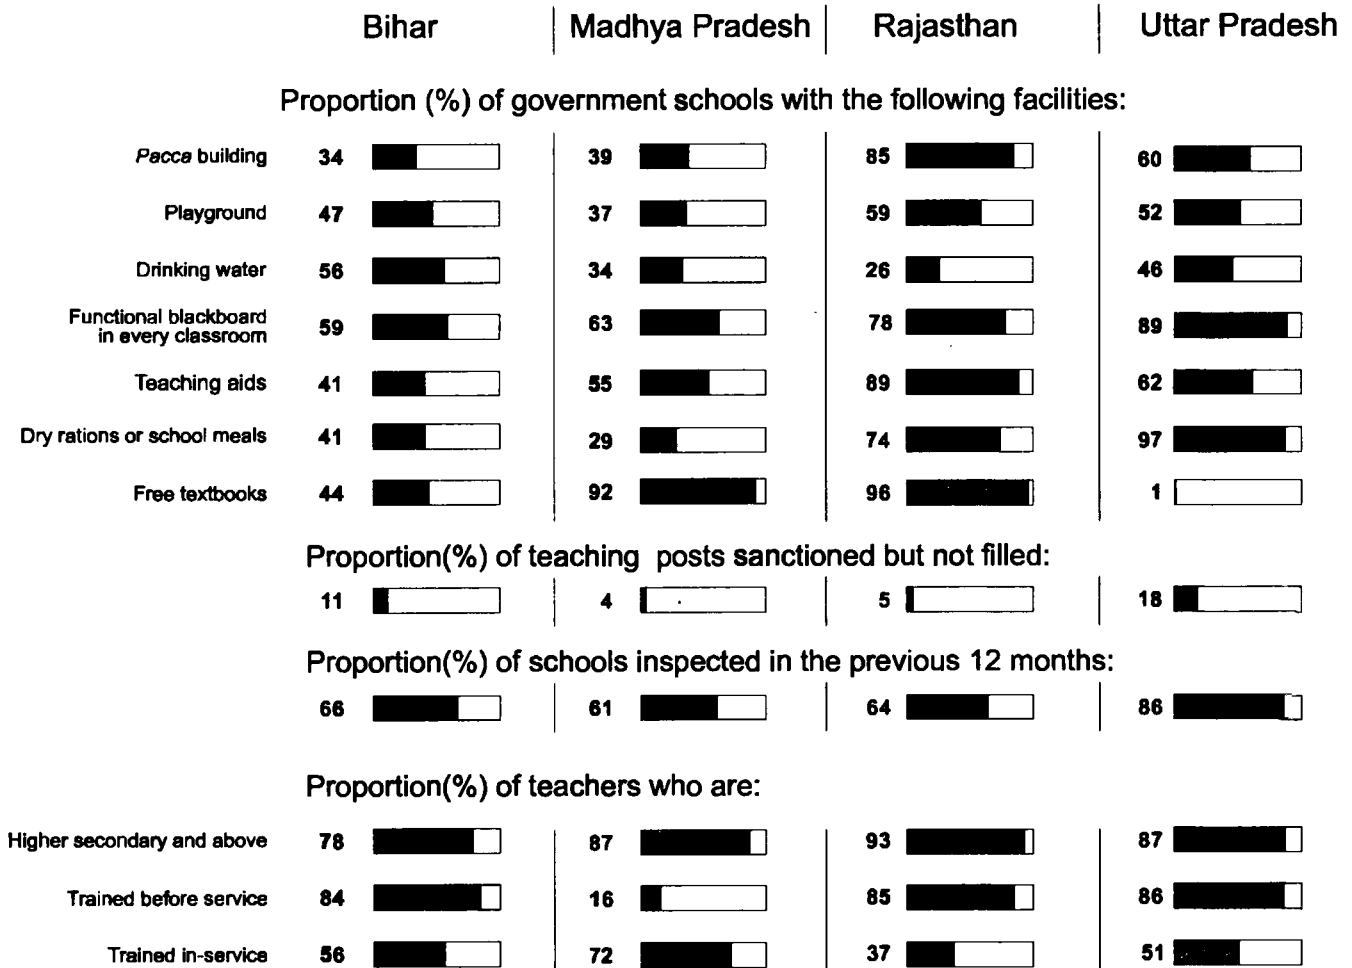 Bihar Madhya Pradesh Rajasthan Uttar Pradesh
Proportion (%) of government schools with the following facilities:
Pacca building 34 39 85 60
Playground 47 37 59 52
Drinking water 56 34 26 46
Functional blackboard
in every classroom 59 63 78 89
Teaching aids 41 55 89 62
Dry rations or school meals 41 29 74 97
Free textbooks 44 92 96 1
Proportion(%) of teaching posts sanctioned but not filled:
11 4 5 18
Proportion(%) of schools inspected in the previous 12 months:
66 61 64 86
Proportion(%) of teachers who are:
Higher secondary and above 78 87 93 87
Trained before service 84 16 85 86
Trained in-service 56 72 37 51